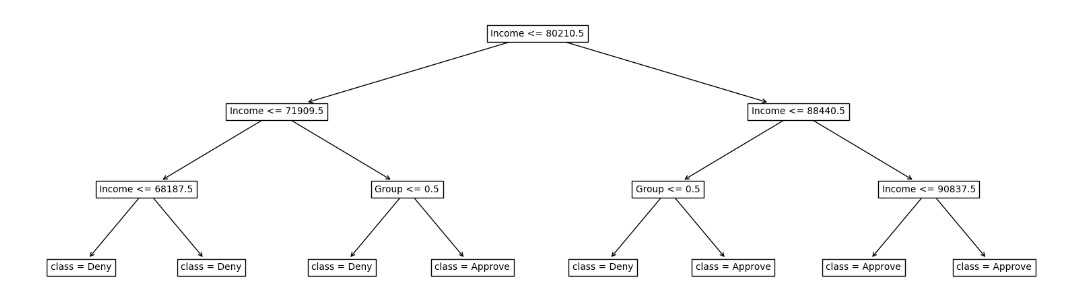 Income <= 80210.5
Income <= 71909.5
Income <= 88440.5
Income <= 68187.5
Group <= 0.5
Group <= 0.5
Income <= 90837.5
class = Deny
class = Deny
class = Deny
class = Approve
class = Deny
class = Approve
class = Approve
class = Approve